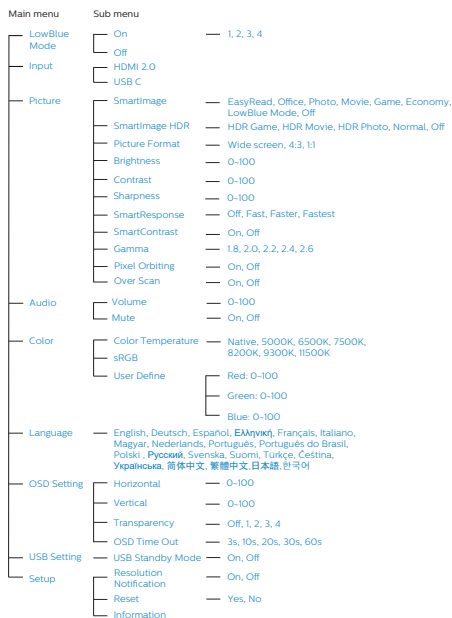 Main menu Sub menu
LowBlue Mode On 1, 2, 3, 4
Off
Input HDMI 2.0
USB C
Picture SmartImage EasyRead, Office, Photo, Movie, Game, Economy,
LowBlue Mode, Off
SmartImage HDR HDR Game, HDR Movie, HDR Photo, Normal, Off
Picture Format Wide screen, 4:3, 1:1
Brightness 0-100
Contrast 0-100
Sharpness 0-100
SmartResponse Off, Fast, Faster, Fastest
SmartContrast On, Off
Gamma 1.8, 2.0, 2.2, 2.4, 2.6
Pixel Orbiting On, Off
Over Scan On, Off
Audio Volume 0-100
Mute On, Off
Color Color Temperature Native, 5000K, 6500K, 7500K,
8200K, 9300K, 11500K
sRGB
User Define Red: 0-100
Green: 0-100
Blue: 0-100
Language English, Deutsch, Español, Ελληνική, Français, Italiano,
Magyar, Nederlands, Português, Português do Brasil,
Polski , Русский, Svenska, Suomi, Türkçe, Čeština,
Українська, 简体中文, 繁體中文,日本語,한국어
OSD Setting Horizontal 0-100
Vertical 0-100
Transparency Off, 1, 2, 3, 4
OSD Time Out 3s, 10s, 20s, 30s, 60s
USB Setting USB Standby Mode On, Off
Setup Resolution Notification On, Off
Reset Yes, No
Information